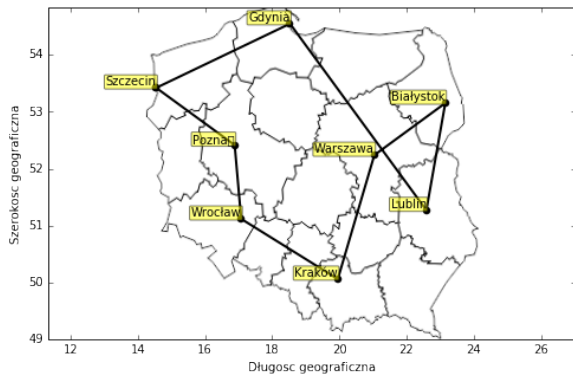 Gdynia
Szczecin
Białystok
Poznań
Warszawa
Wrocław
Lublin
Kraków
54
53
52
51
50
49
12
14
16
18
20
22
24
26
Szerokosc geograficzna
Długosc geograficzna